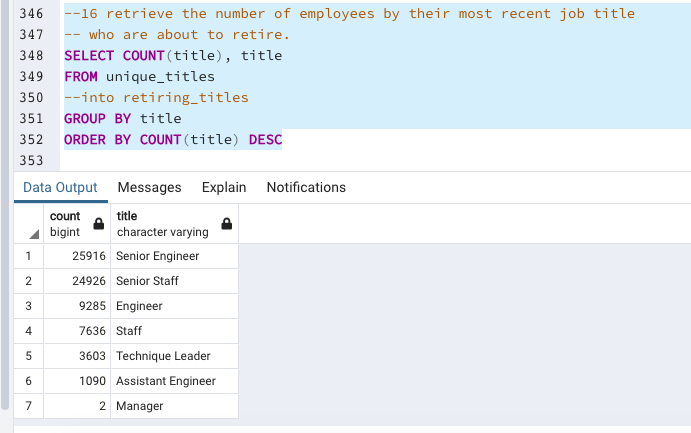 346 --16 retrieve the number of employees by their most recent job title
347 -- who are about to retire.
348 SELECT COUNT(title), title
349 FROM unique_titles
350 --into retiring_titles
351 GROUP BY title
352 ORDER BY COUNT(title) DESC
353
Data Output Messages Explain Notifications
count title
bigint character varying
1 25916 Senior Engineer
2 24926 Senior Staff
3 9285 Engineer
4 7636 Staff
5 3603 Technique Leader
6 1090 Assistant Engineer
7 2 Manager